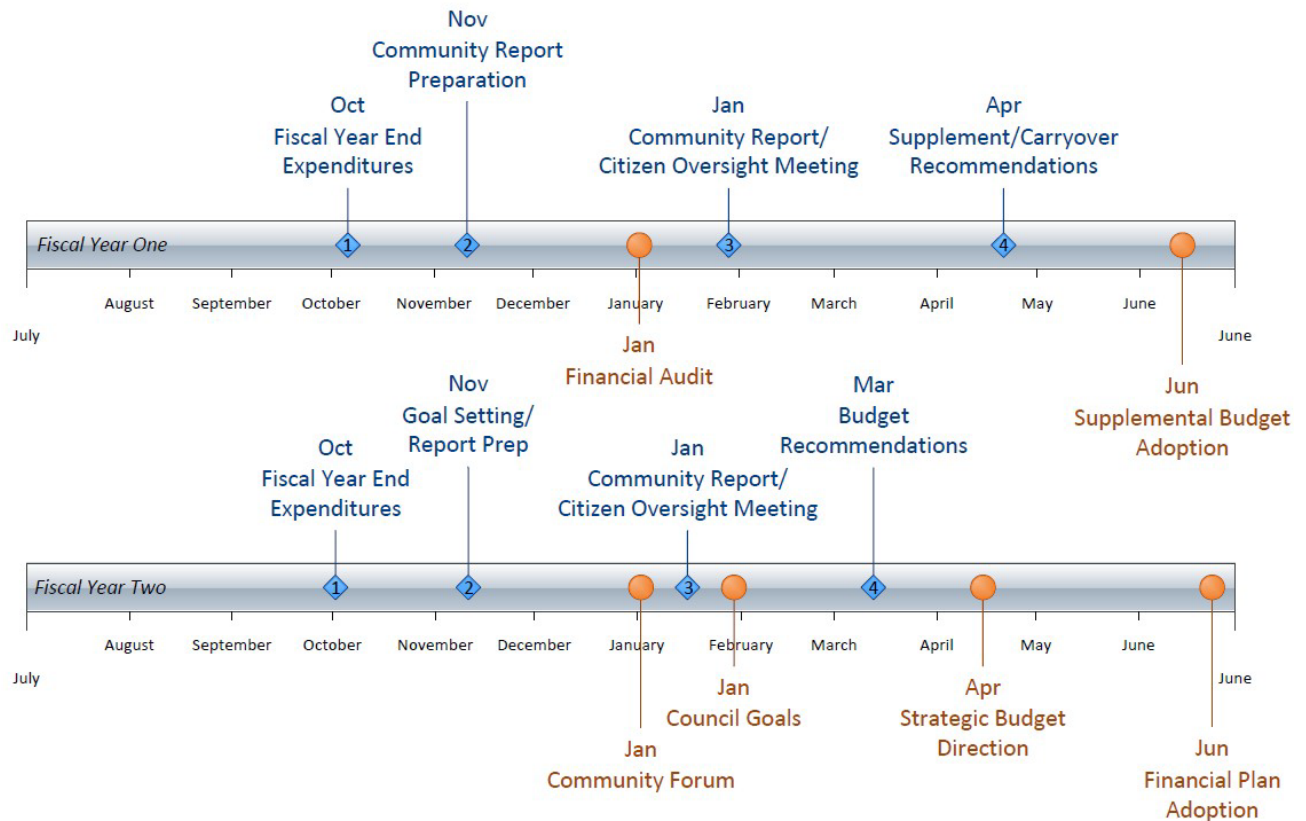 Nov
Community Report
Preparation
Oct
Fiscal Year End
Expenditures
Jan
Community Report/
Citizen Oversight Meeting
Apr
Supplement/Carryover
Recommendations
Fiscal Year One
1
2
3
4
August
September
October
November
December
January
February
March
April
May
June
July
June
Jan
Financial Audit
Jun
Supplemental Budget
Adoption
Nov
Goal Setting/
Report Prep
Oct
Fiscal Year End
Expenditures
Jan
Community Report/
Citizen Oversight Meeting
Mar
Budget
Recommendations
Fiscal Year Two
1
2
3
4
August
September
October
November
December
January
February
March
April
May
June
July
June
Jan
Community Forum
Jan
Council Goals
Apr
Strategic Budget
Direction
Jun
Financial Plan
Adoption